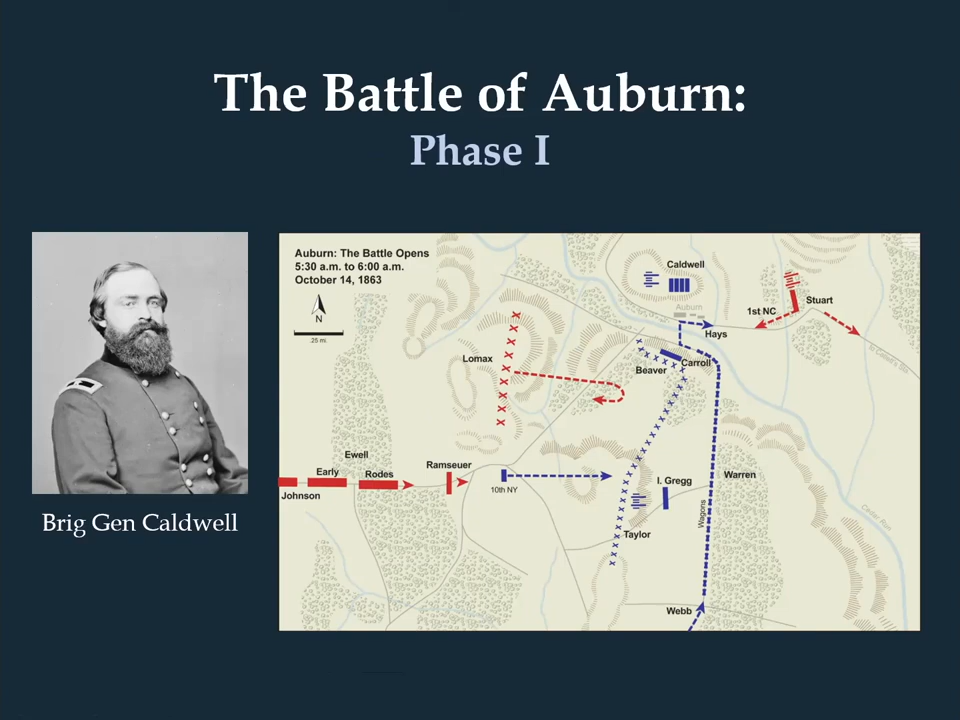 The Battle of Auburn:
Phase I
Auburn: The Battle Opens
5:30 a.m. to 6:00 a.m.
October 14, 1863
N
.25 mi
Caldwell
Auburn
Stuart
1st NC
Hays
Lomax
Carroll
Beaver
Ewell
Ramseuer
Early
Rodes
Johnson
10th NY
I. Gregg
Warren
Wagons
Taylor
Webb
Cedar Run
Brig Gen Caldwell